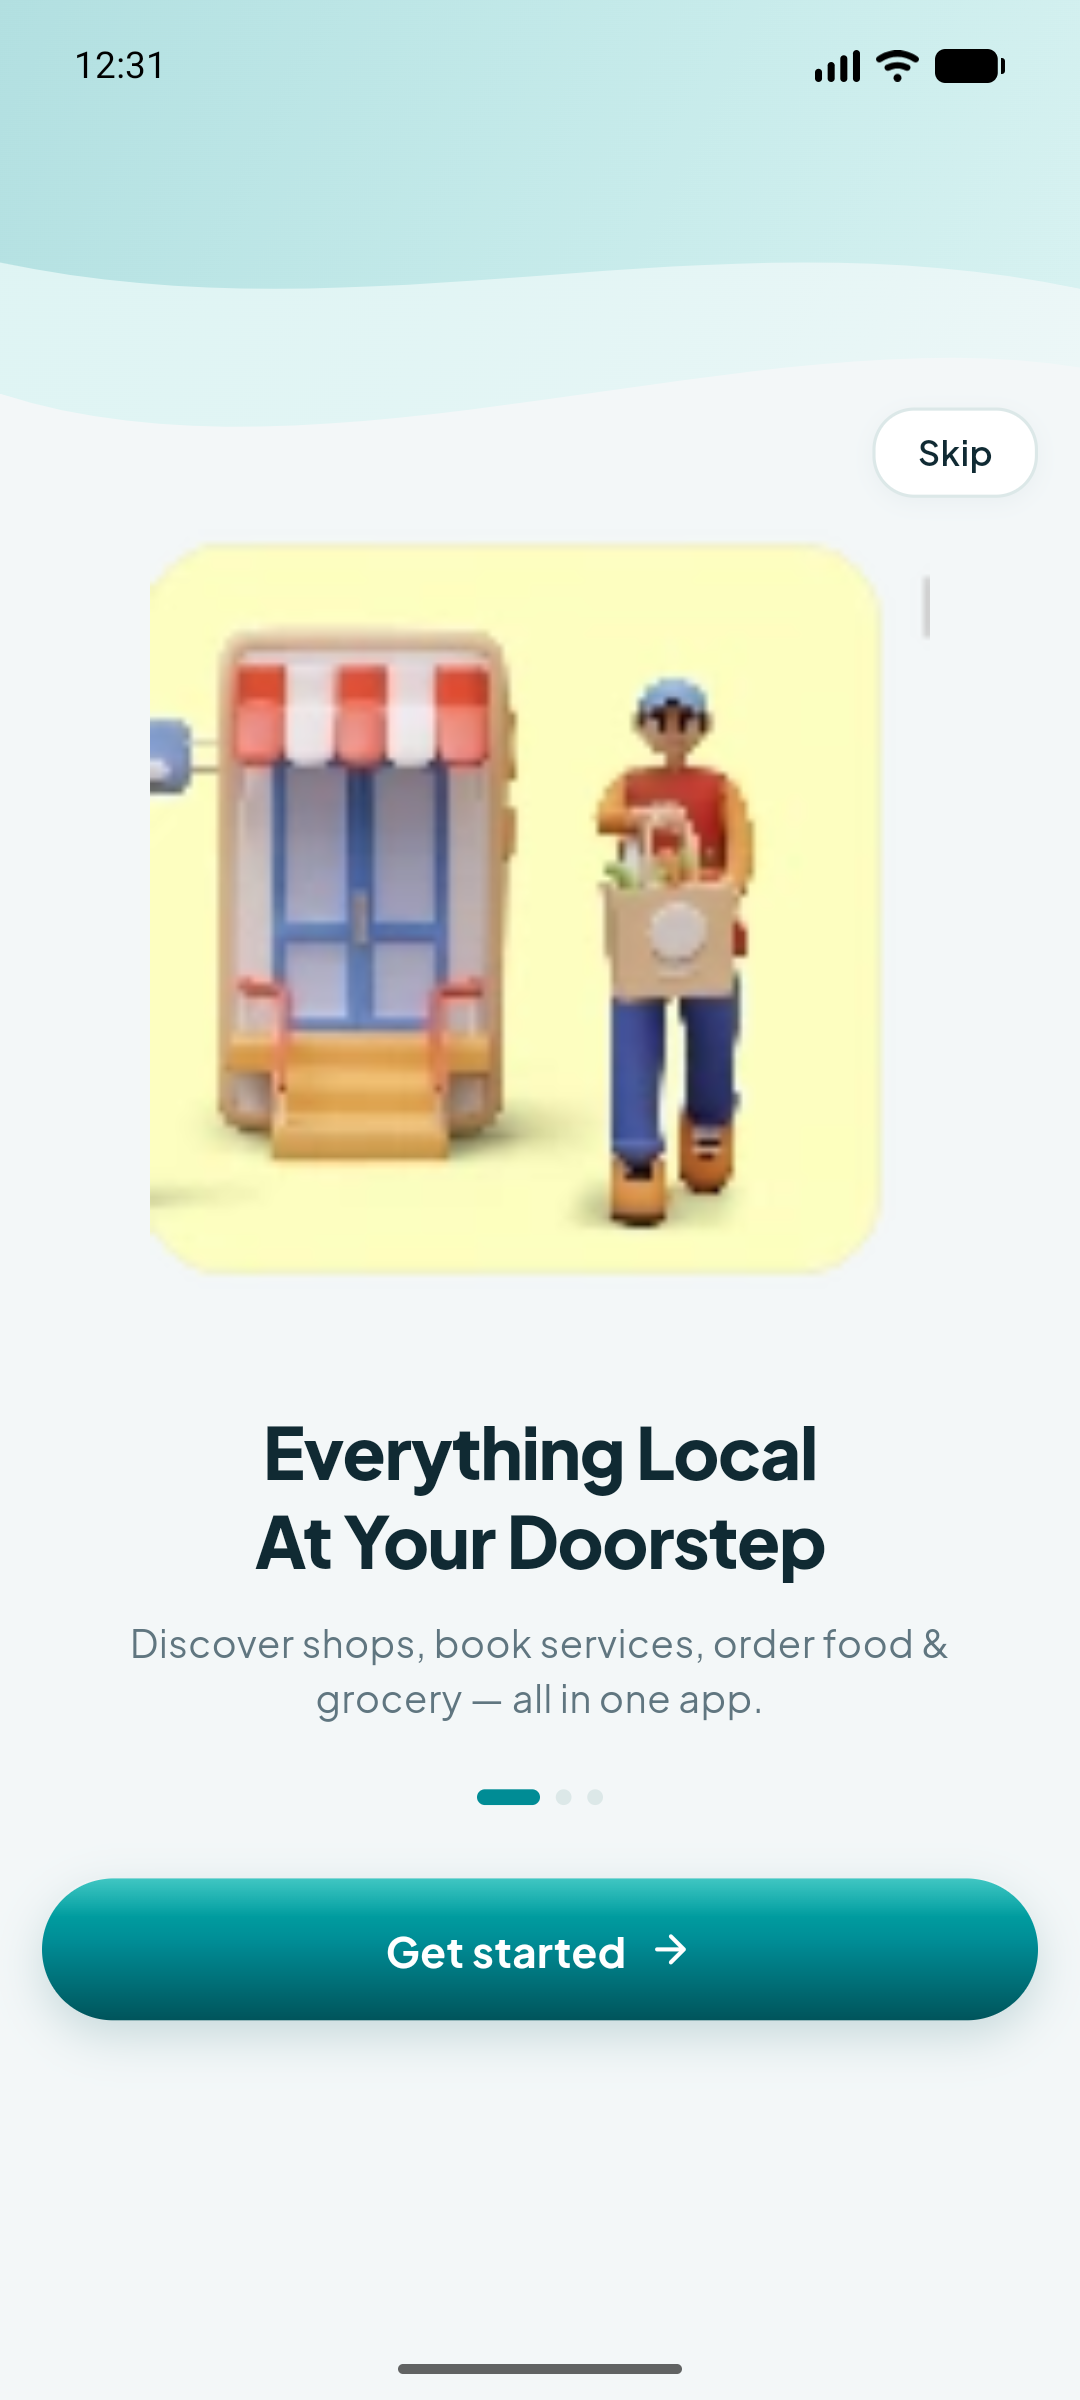 12:31
Skip
Everything Local
At Your Doorstep
Discover shops, book services, order food &
grocery — all in one app.
Get started →